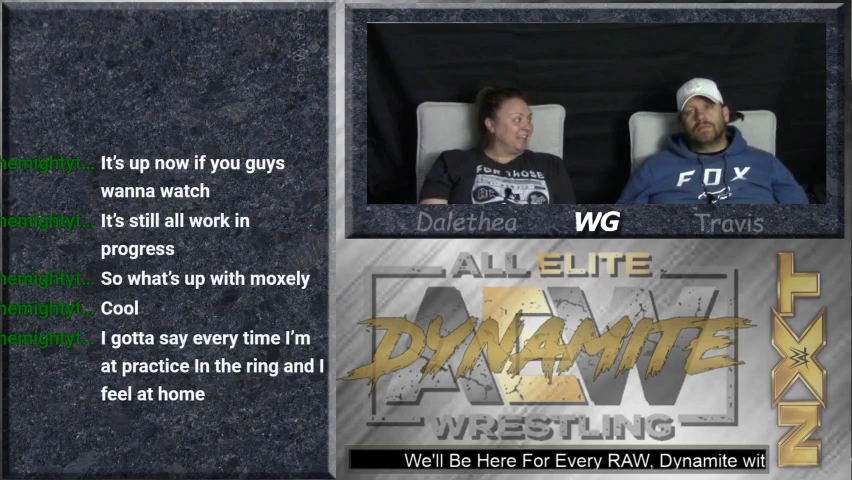 It's up now if you guys
wanna watch
It's still all work in
progress
So what's up with moxely
Cool
I gotta say every time I'm
at practice In the ring and I
feel at home
FOR THOSE
FOX
Dalethea
WG
Travis
ALL ELITE
AEW
DYNAMITE
WRESTLING
NXT
W
We'll Be Here For Every RAW, Dynamite wit